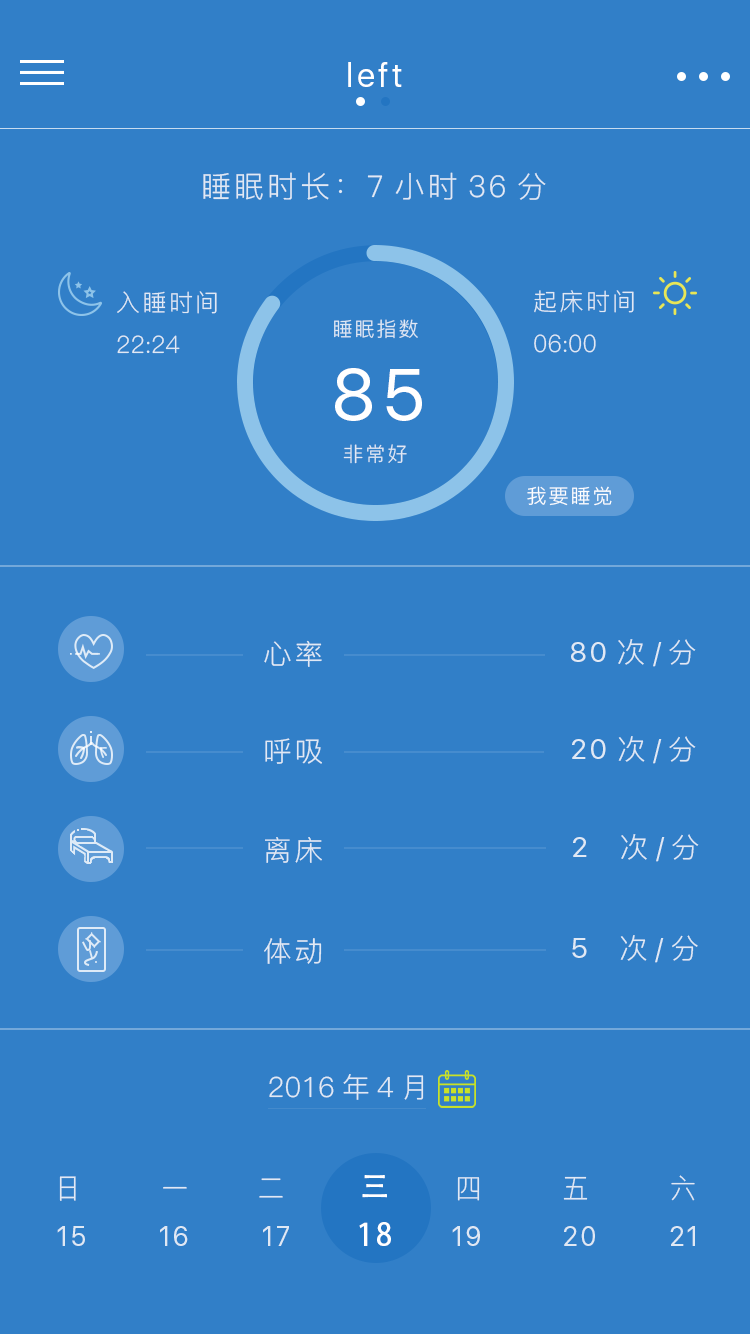 left
睡眠时长：7 小时 36 分
入睡时间
22:24
睡眠指数
85
非常好
起床时间
06:00
我要睡觉
心率 80 次 / 分
呼吸 20 次 / 分
离床 2 次 / 分
体动 5 次 / 分
2016 年 4 月
日 一 二 三 四 五 六
15 16 17 18 19 20 21